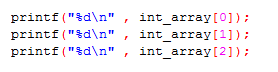 printf("%d\n" , int_array[0]);
printf("%d\n" , int_array[1]);
printf("%d\n" , int_array[2]);